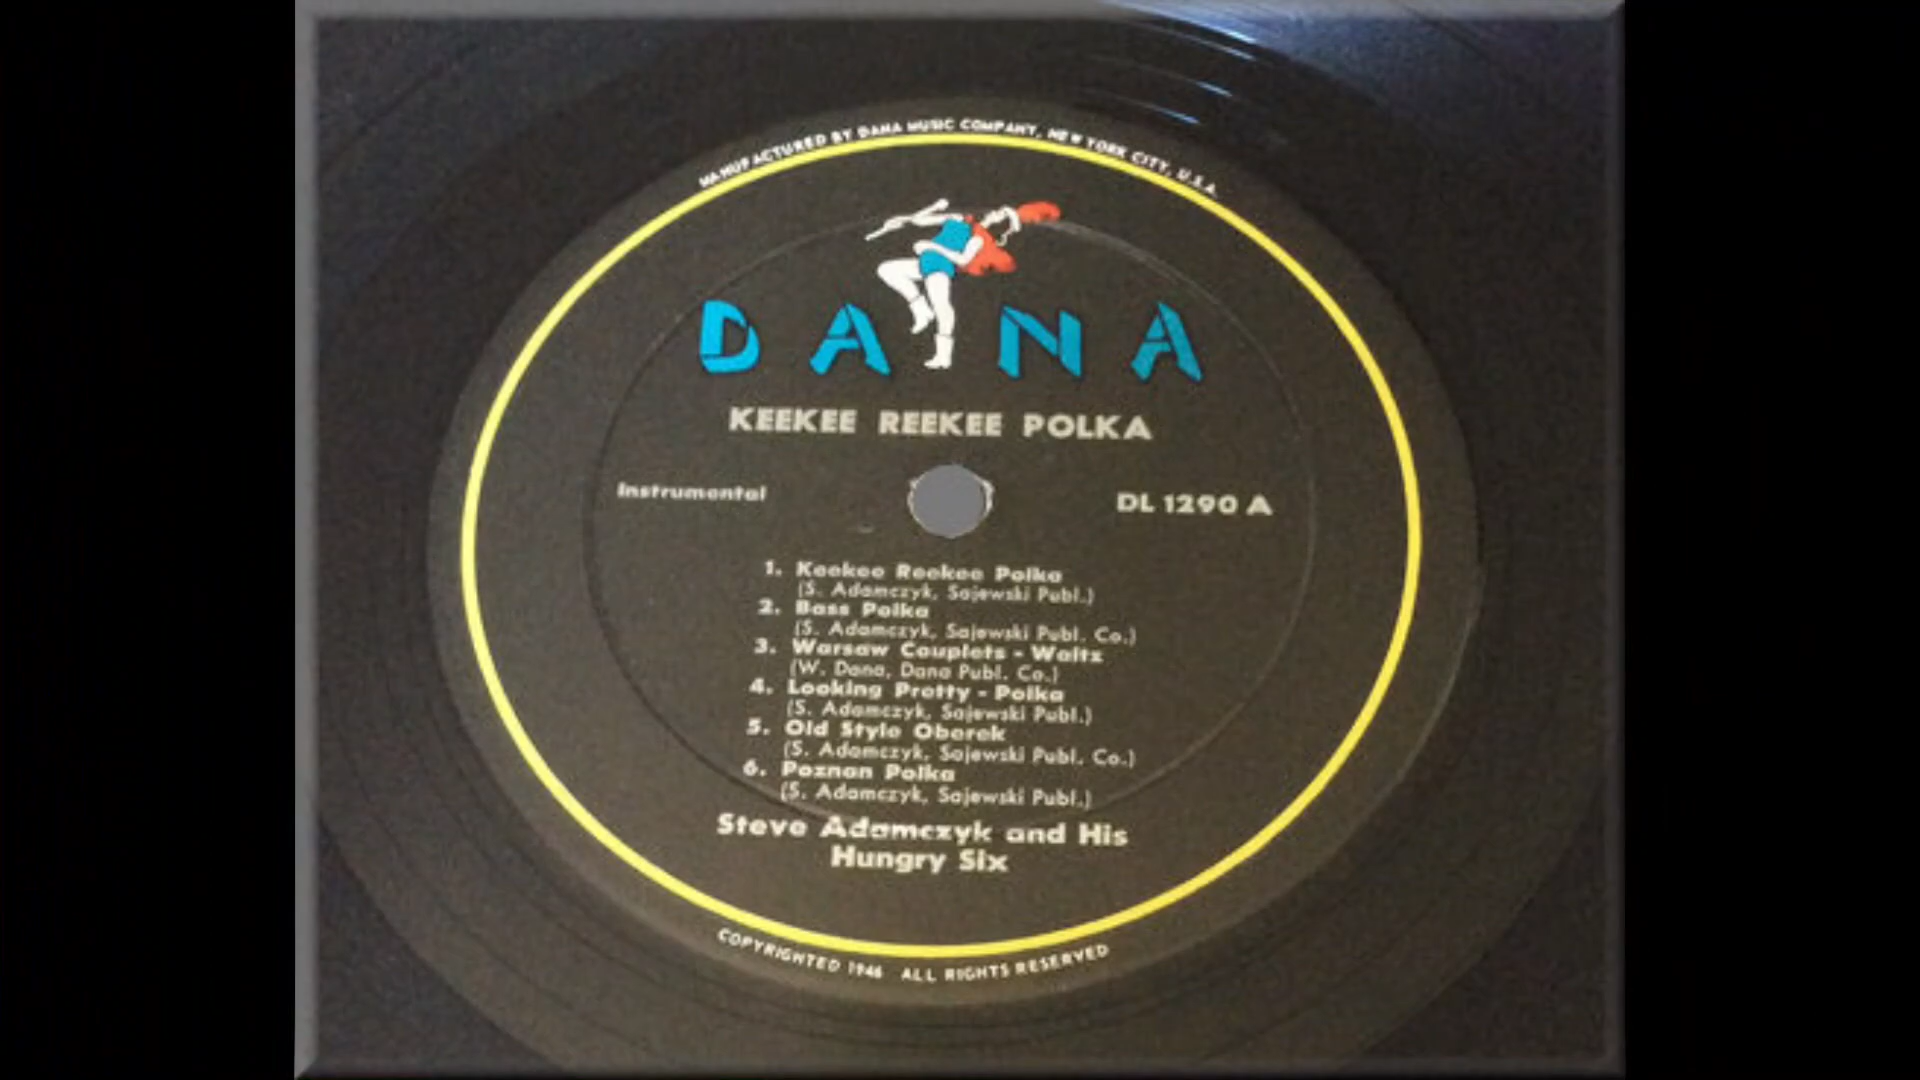 MANUFACTURED BY DANA MUSIC COMPANY, NEW YORK CITY, U.S.A.
DANA
KEEKEE REEKEE POLKA
Instrumental
DL 1290 A
1. Keekee Reekee Polka
(S. Adamczyk, Sajewski Publ.)
2. Bass Polka
(S. Adamczyk, Sajewski Publ. Co.)
3. Warsaw Couplets - Waltz
(W. Dana, Dana Publ. Co.)
4. Looking Pretty - Polka
(S. Adamczyk, Sajewski Publ.)
5. Old Style Oberek
(S. Adamczyk, Sajewski Publ. Co.)
6. Poznan Polka
(S. Adamczyk, Sajewski Publ.)
Steve Adamczyk and His
Hungry Six
COPYRIGHTED 1946 ALL RIGHTS RESERVED